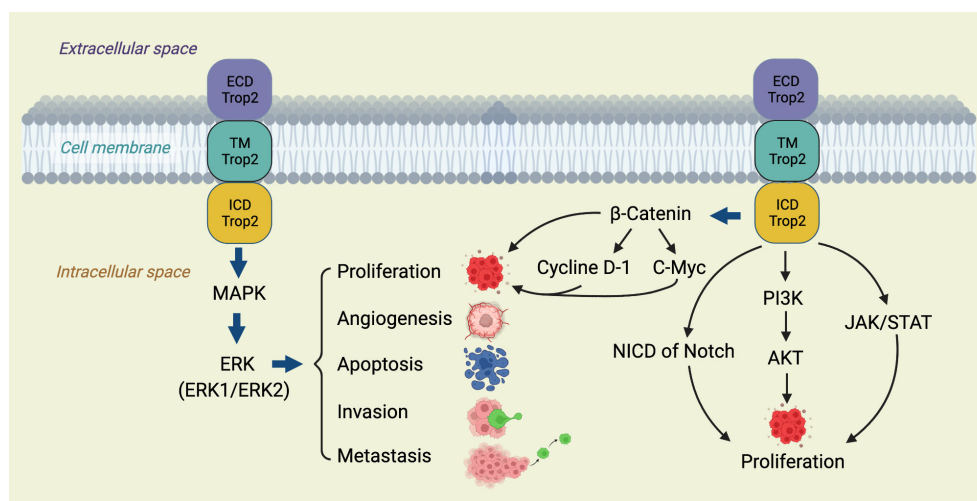 Extracellular space
ECD
Trop2
ECD
Trop2
Cell membrane
TM
Trop2
TM
Trop2
ICD
Trop2
ICD
Trop2
Intracellular space
MAPK
ERK
(ERK1/ERK2)
Proliferation
Angiogenesis
Apoptosis
Invasion
Metastasis
β-Catenin
Cycline D-1
C-Myc
NICD of Notch
PI3K
AKT
JAK/STAT
Proliferation